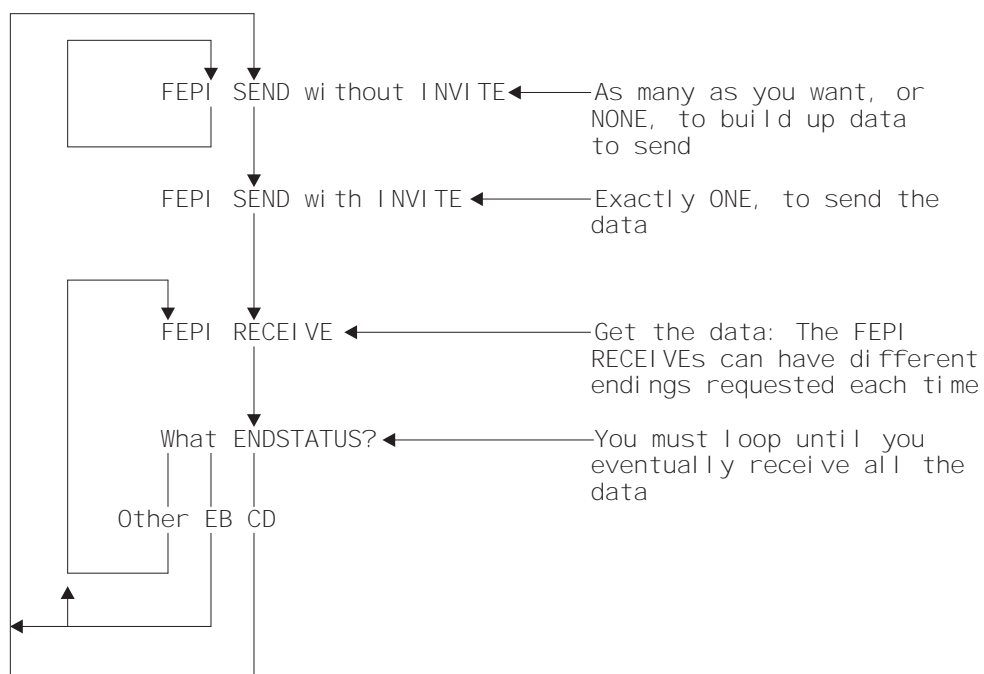 FEPI SEND without INVITE
As many as you want, or
NONE, to build up data
to send
FEPI SEND with INVITE
Exactly ONE, to send the
data
FEPI RECEIVE
Get the data: The FEPI
RECEIVEs can have different
endings requested each time
What ENDSTATUS?
You must loop until you
eventually receive all the
data
Other EB CD